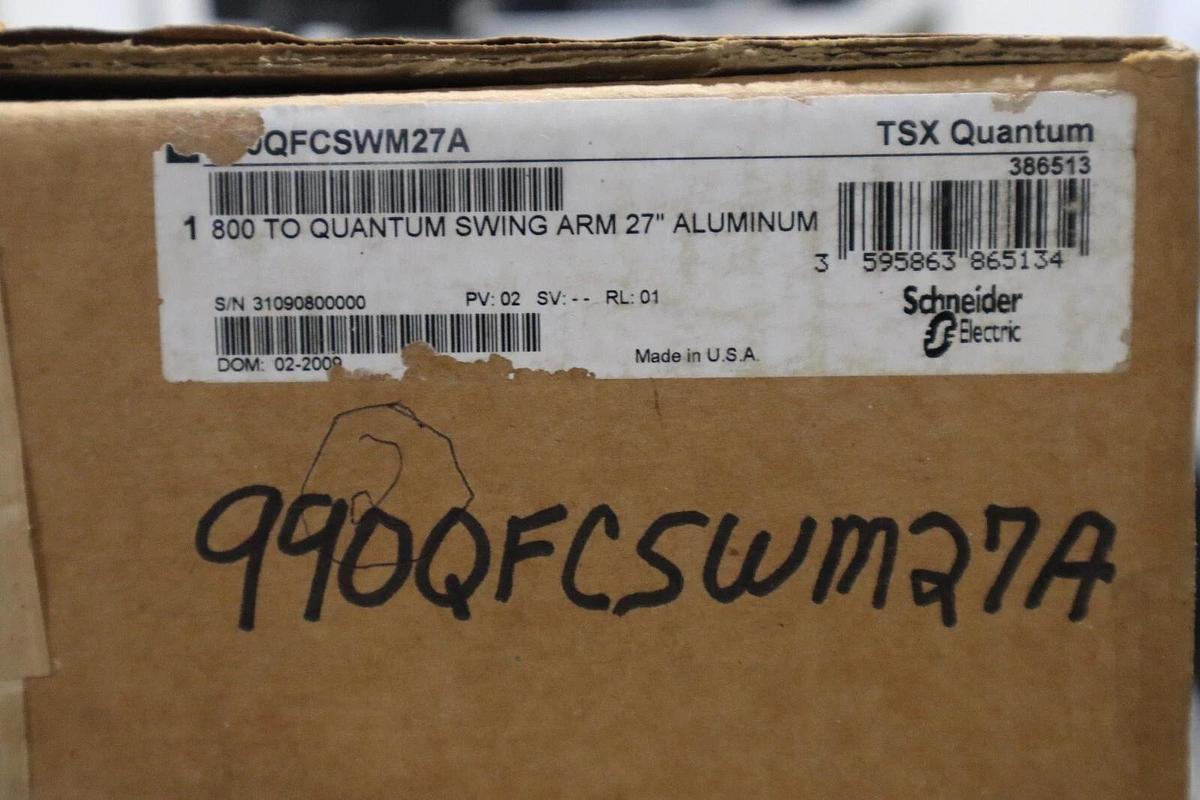 0QFCSWM27A
TSX Quantum
386513
1 800 TO QUANTUM SWING ARM 27" ALUMINUM
3 595863 865134
S/N 31090800000 PV: 02 SV: - - RL: 01
Schneider
Electric
DOM: 02-2009
Made in U.S.A.
990QFCSWM27A